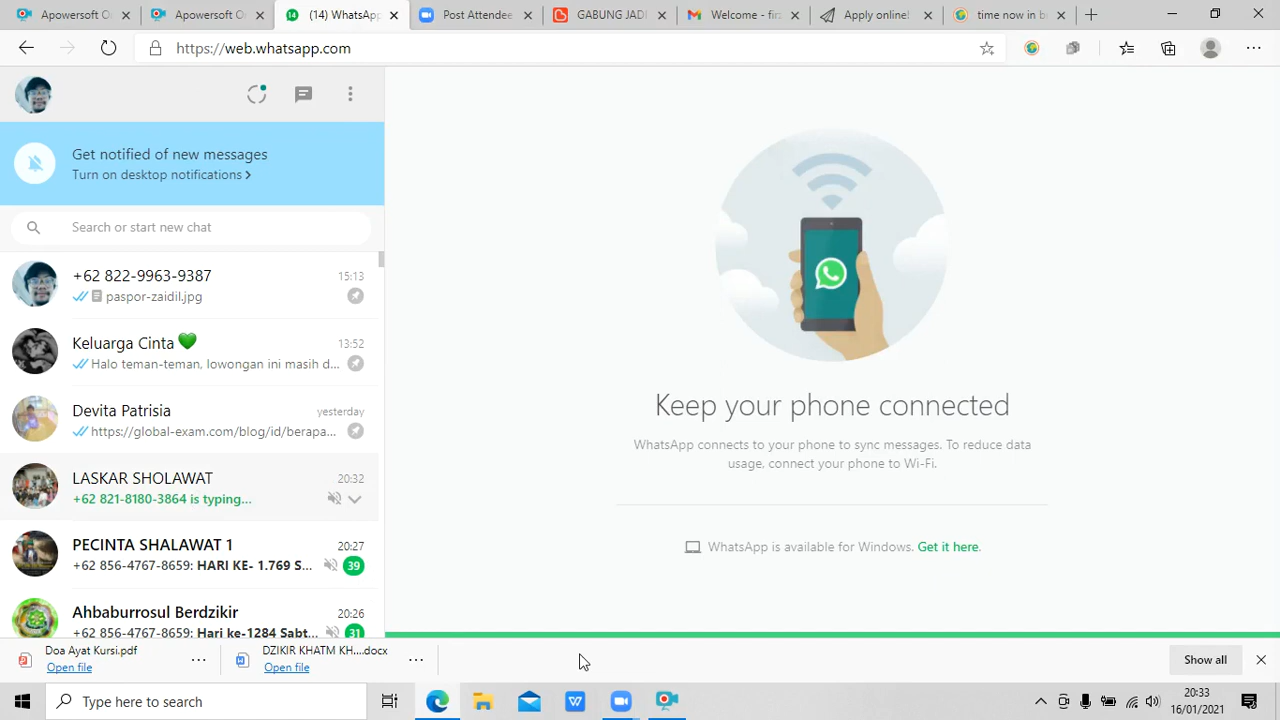 Apowersoft On
Apowersoft On
(14) WhatsApp
Post Attendee
GABUNG JADI
Welcome - firz
Apply online!
time now in b
https://web.whatsapp.com
14
Get notified of new messages
Turn on desktop notifications >
Search or start new chat
+62 822-9963-9387
15:13
paspor-zaidil.jpg
Keluarga Cinta 💚
13:52
Halo teman-teman, lowongan ini masih d...
Devita Patrisia
yesterday
https://global-exam.com/blog/id/berapa...
LASKAR SHOLAWAT
20:32
+62 821-8180-3864 is typing...
PECINTA SHALAWAT 1
20:27
+62 856-4767-8659: HARI KE- 1.769 S...
39
Ahbaburrosul Berdzikir
20:26
+62 856-4767-8659: Hari ke-1284 Sabt...
31
Keep your phone connected
WhatsApp connects to your phone to sync messages. To reduce data
usage, connect your phone to Wi-Fi.
WhatsApp is available for Windows. Get it here.
Doa Ayat Kursi.pdf
Open file
DZIKIR KHATM KH....docx
Open file
Show all
Type here to search
20:33
16/01/2021